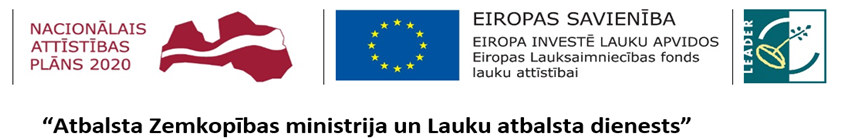 NACIONĀLAIS
ATTĪSTĪBAS
PLĀNS 2020
EIROPAS SAVIENĪBA
EIROPA INVESTĒ LAUKU APVIDOS
Eiropas Lauksaimniecības fonds
lauku attīstībai
LEADER
“Atbalsta Zemkopības ministrija un Lauku atbalsta dienests”